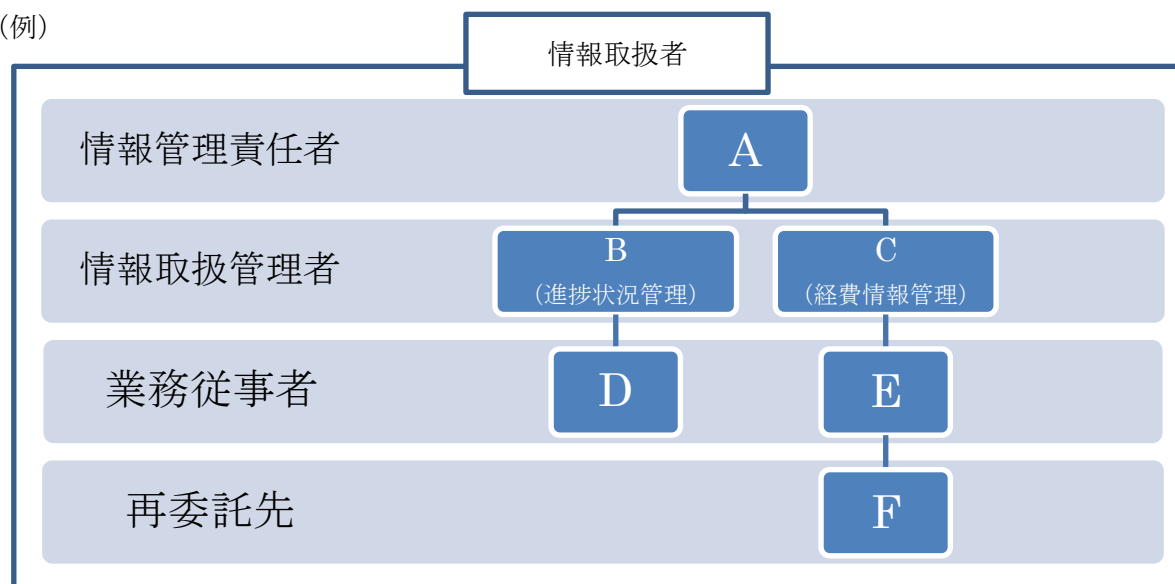 (例)
情報取扱者
情報管理責任者
A
情報取扱管理者
B
(進捗状況管理)
C
(経費情報管理)
業務従事者
D
E
再委託先
F